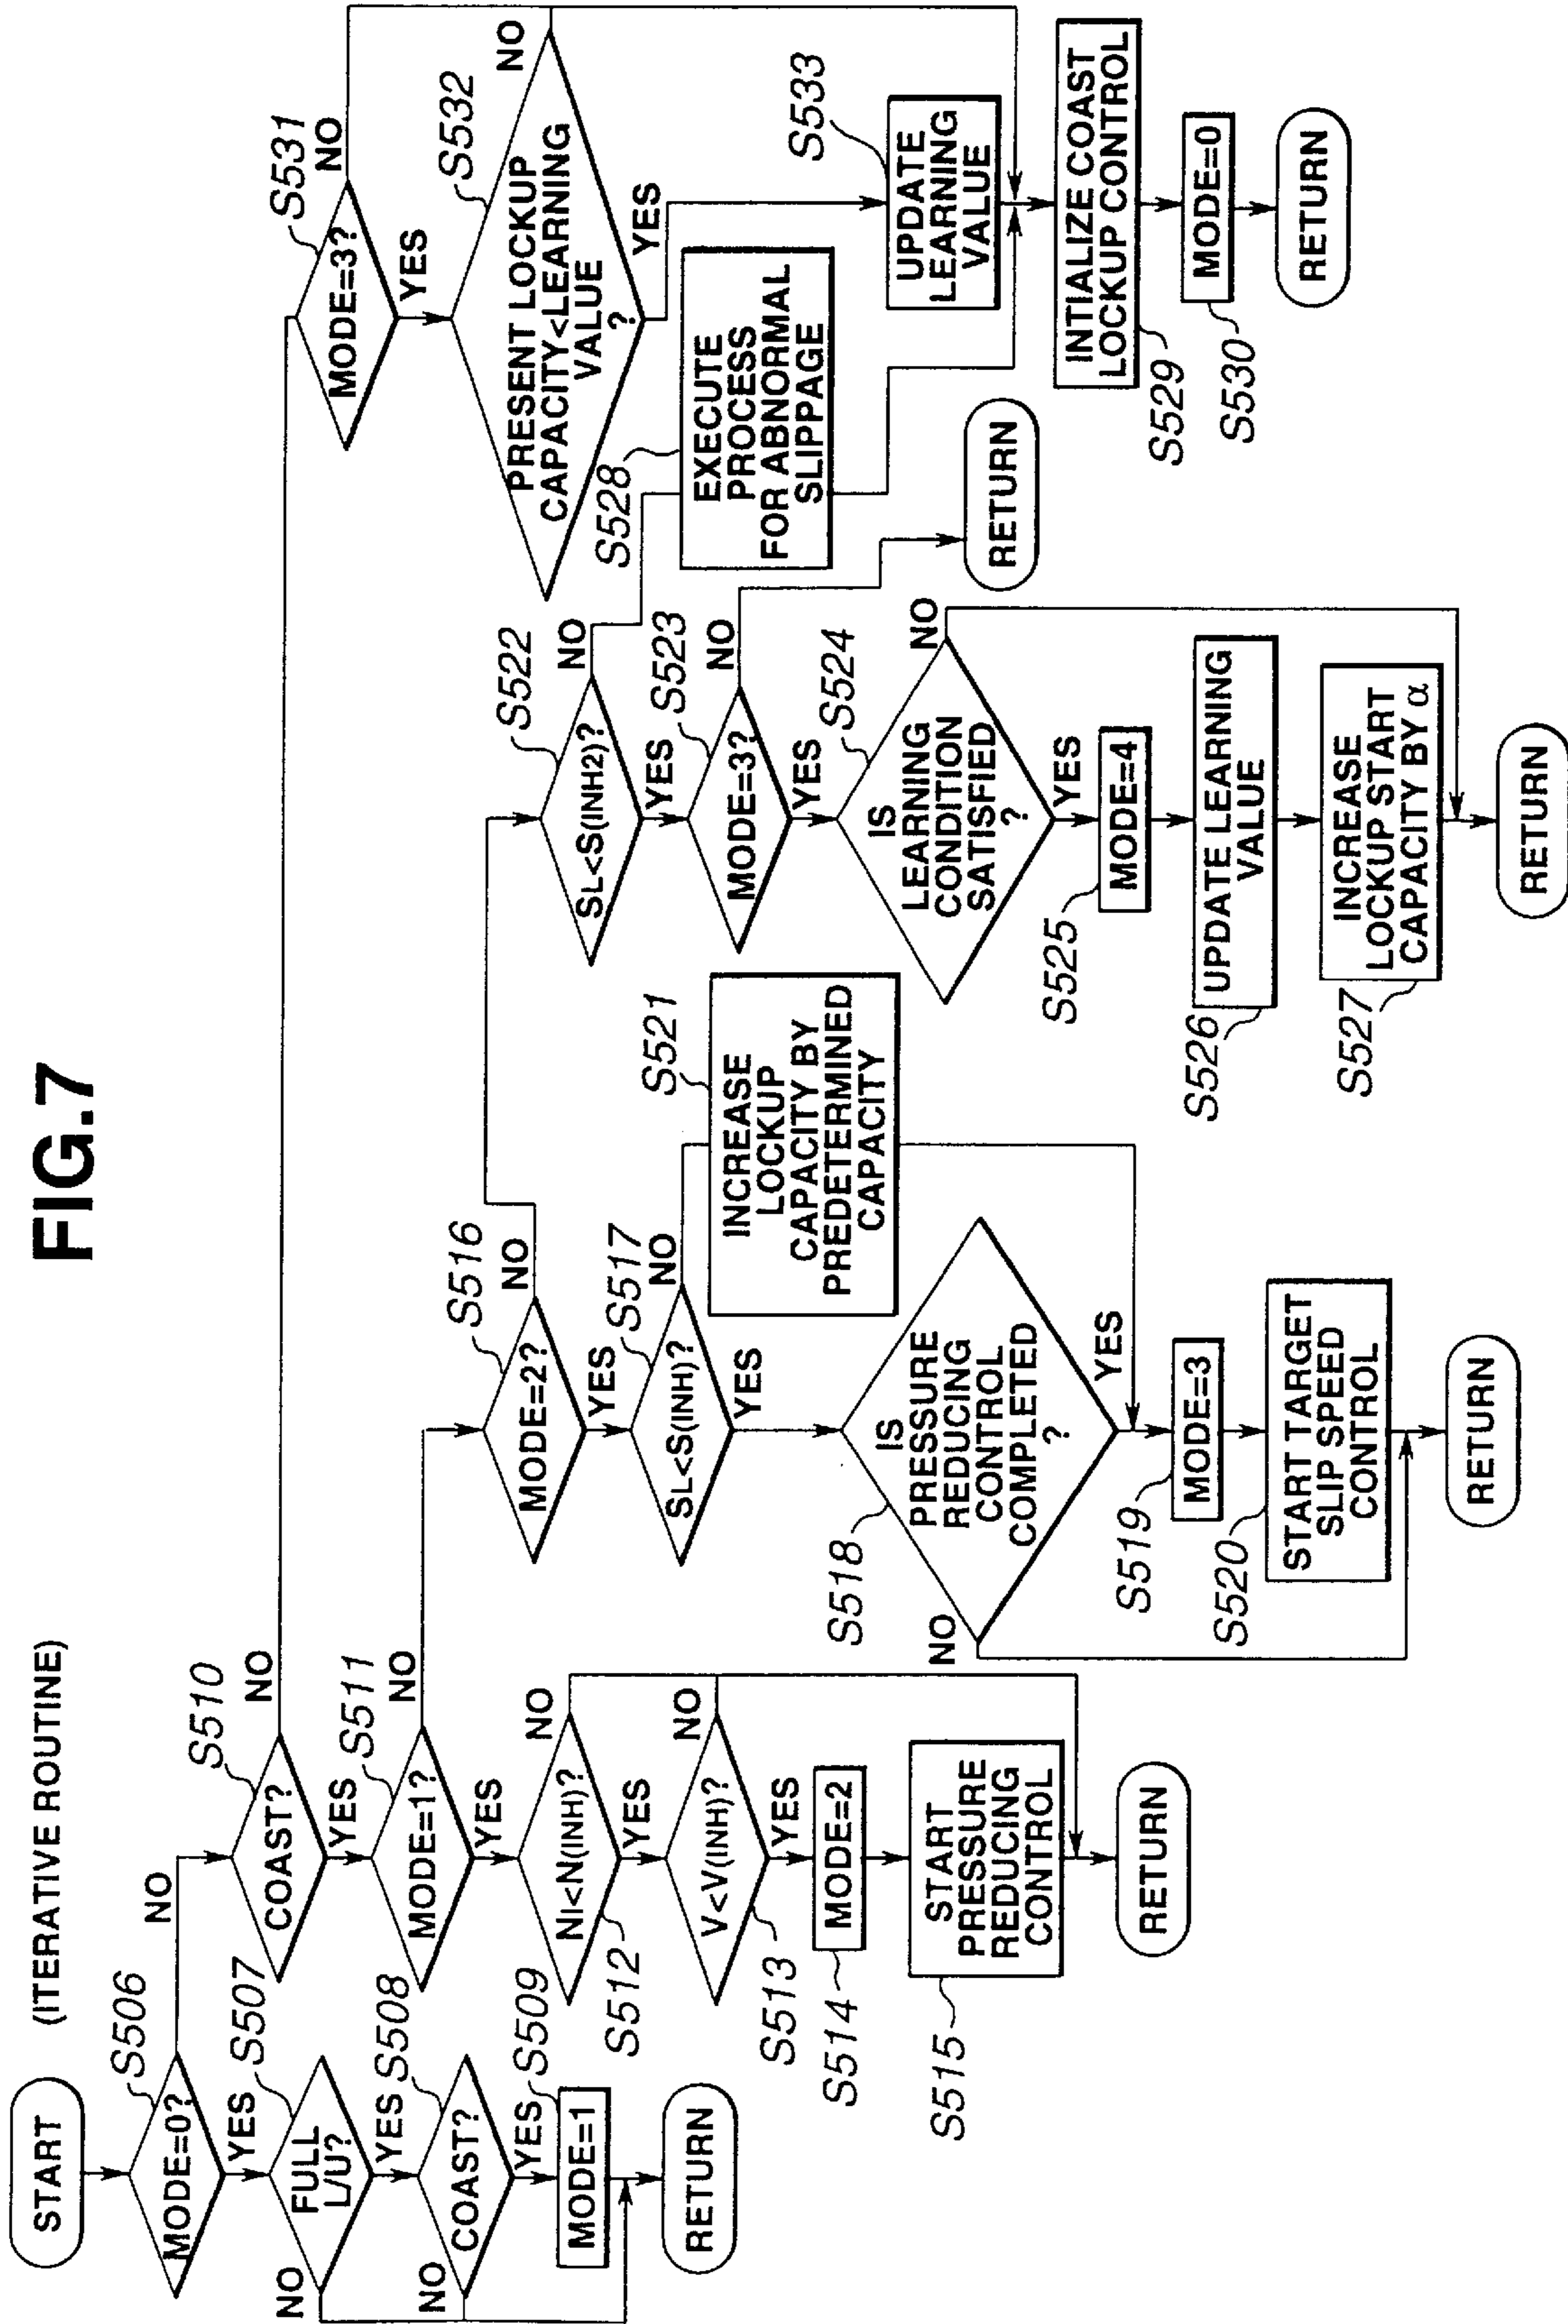 FIG.7
(ITERATIVE ROUTINE)
START
S506
MODE=0?
NO
YES
S507
FULL
L/U?
NO
YES
S508
COAST?
NO
YES
S509
MODE=1
RETURN
S510
COAST?
NO
YES
S511
MODE=1?
NO
YES
S512
NI<N(INH)?
NO
YES
S513
V<V(INH)?
NO
YES
S514
MODE=2
S515
START
PRESSURE
REDUCING
CONTROL
RETURN
S516
MODE=2?
NO
YES
S517
SL<S(INH)?
NO
YES
S518
IS
PRESSURE
REDUCING
CONTROL
COMPLETED
?
NO
YES
S519
MODE=3
S520
START TARGET
SLIP SPEED
CONTROL
RETURN
S521
INCREASE
LOCKUP
CAPACITY BY
PREDETERMINED
CAPACITY
S522
SL<S(INH2)?
NO
YES
S523
MODE=3?
NO
YES
RETURN
S524
IS
LEARNING
CONDITION
SATISFIED
?
NO
YES
S525
MODE=4
S526
UPDATE LEARNING
VALUE
S527
INCREASE
LOCKUP START
CAPACITY BY α
RETURN
S528
EXECUTE
PROCESS
FOR ABNORMAL
SLIPPAGE
S531
MODE=3?
NO
YES
S532
PRESENT LOCKUP
CAPACITY<LEARNING
VALUE
?
NO
YES
S533
UPDATE
LEARNING
VALUE
S529
INTIALIZE COAST
LOCKUP CONTROL
S530
MODE=0
RETURN